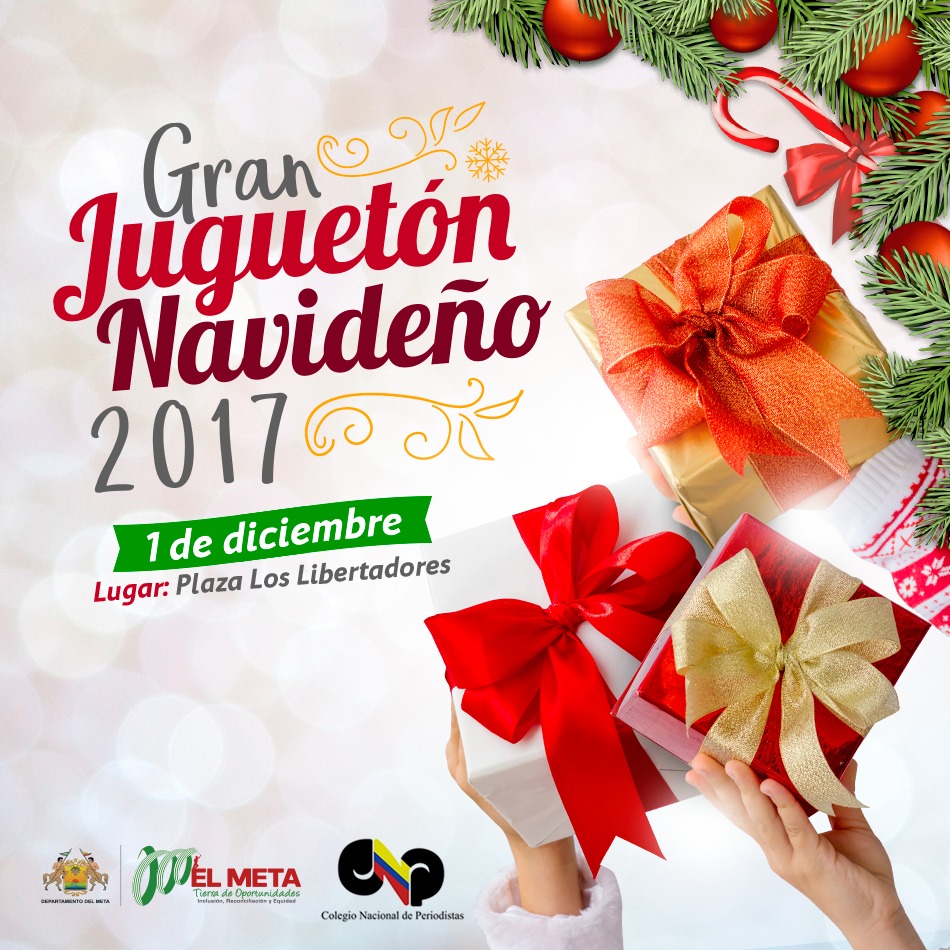 Gran
Juguetón
Navideño
2017
1 de diciembre
Lugar: Plaza Los Libertadores
DEPARTAMENTO DEL META
EL META
Tierra de Oportunidades
Inclusión, Reconciliación y Equidad
CNP
Colegio Nacional de Periodistas